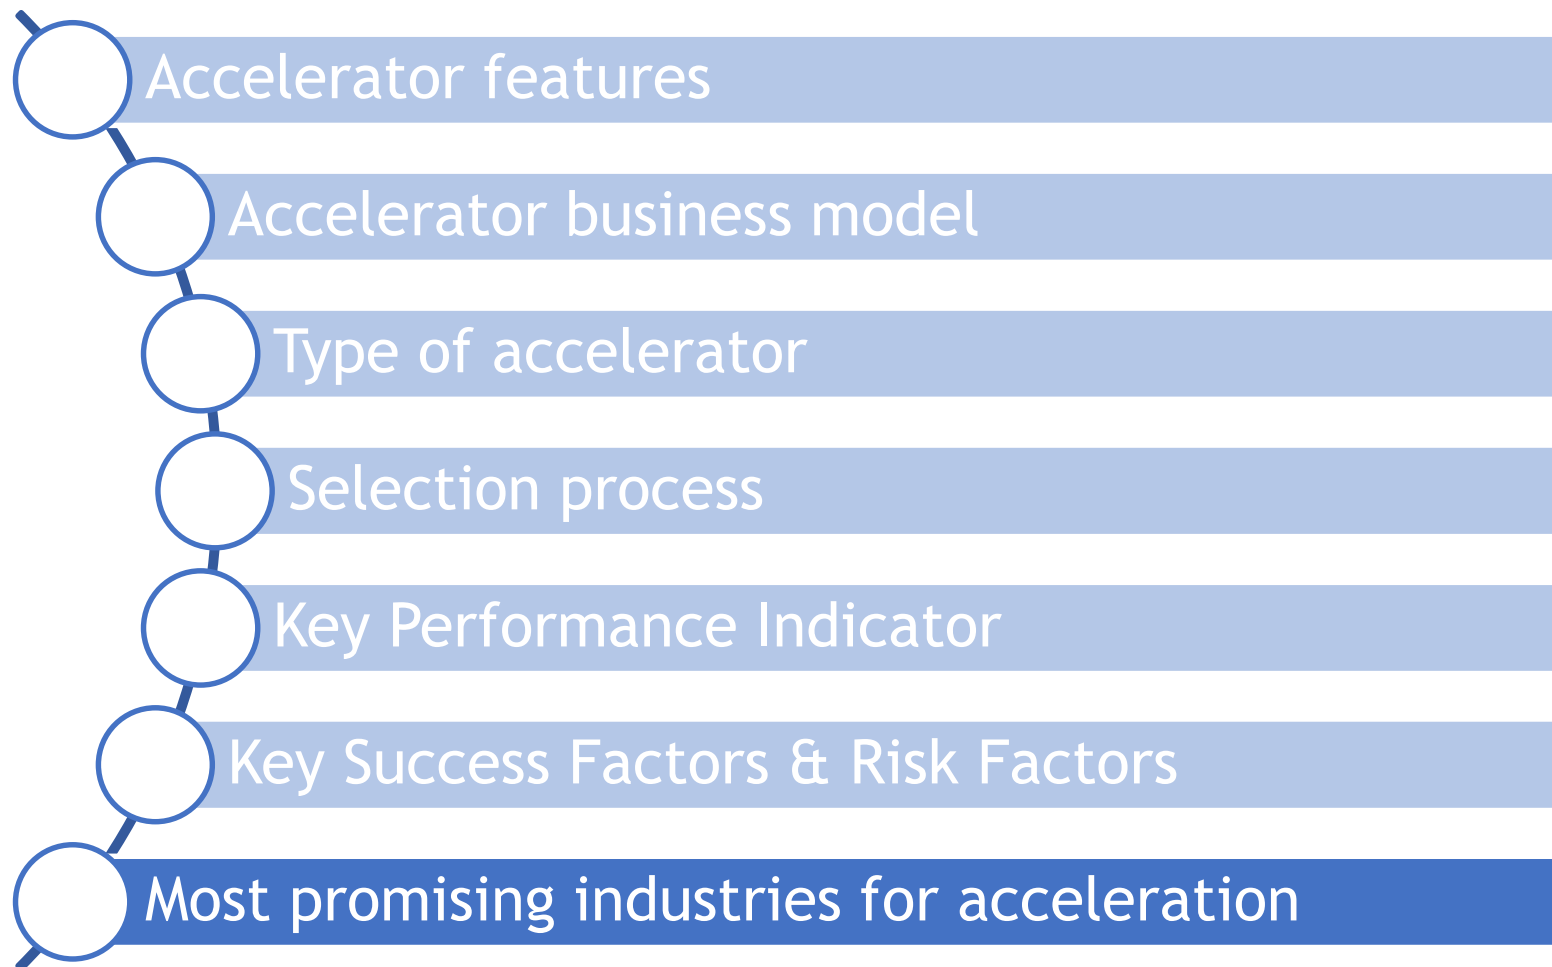 Accelerator features
Accelerator business model
Type of accelerator
Selection process
Key Performance Indicator
Key Success Factors & Risk Factors
Most promising industries for acceleration